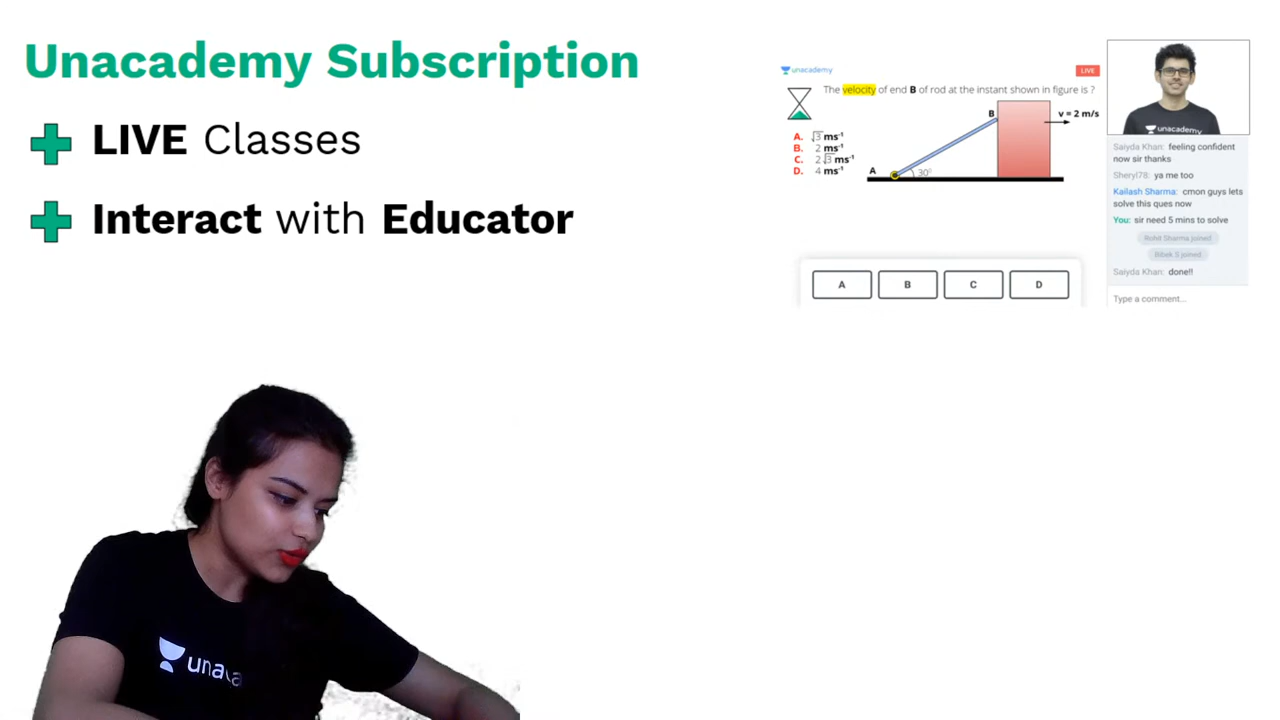 Unacademy Subscription
LIVE Classes
Interact with Educator
unacademy
LIVE
The velocity of end B of rod at the instant shown in figure is ?
A. √3 ms⁻¹
B. 2 ms⁻¹
C. 2√3 ms⁻¹
D. 4 ms⁻¹
B
v = 2 m/s
A
30°
A B C D
unacademy
Saiyda Khan: feeling confident
now sir thanks
Sheryl78: ya me too
Kailash Sharma: cmon guys lets
solve this ques now
You: sir need 5 mins to solve
Rohit Sharma joined
Bibek S joined
Saiyda Khan: done!!
Type a comment...
unaca